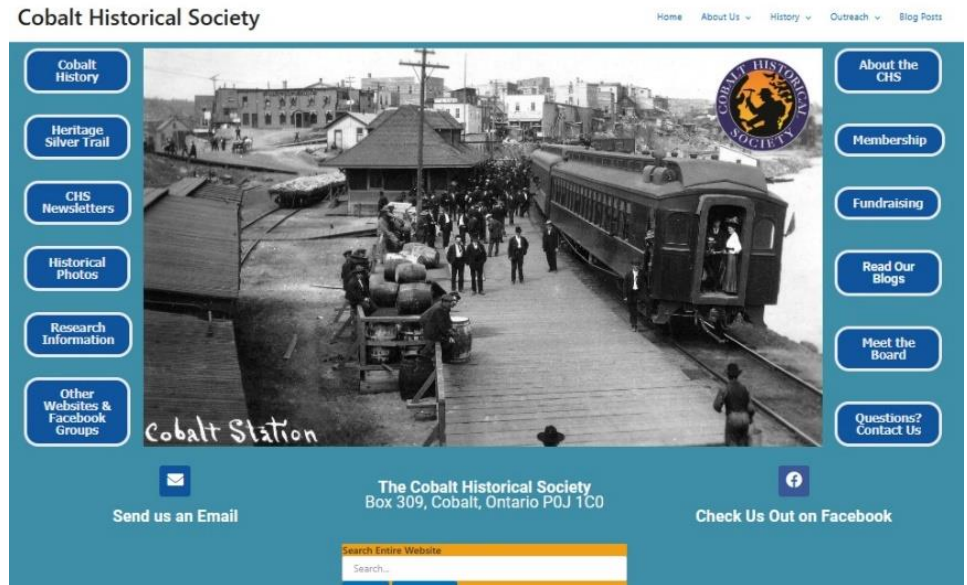 Cobalt Historical Society
Home About Us History Outreach Blog Posts
Cobalt
History
Heritage
Silver Trail
CHS
Newsletters
Historical
Photos
Research
Information
Other
Websites &
Facebook
Groups
COBALT HISTORICAL
SOCIETY
Cobalt Station
About the
CHS
Membership
Fundraising
Read Our
Blogs
Meet the
Board
Questions?
Contact Us
Send us an Email
The Cobalt Historical Society
Box 309, Cobalt, Ontario P0J 1C0
Check Us Out on Facebook
Search Entire Website
Search...